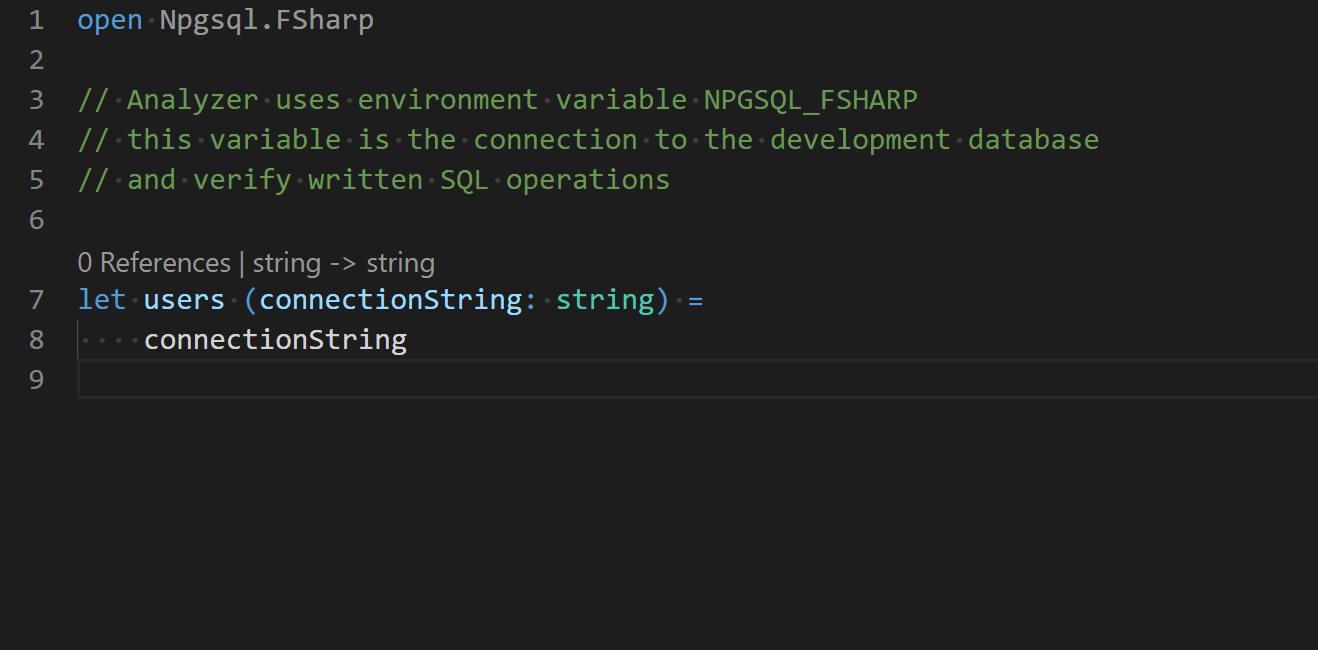 1 open Npgsql.FSharp
2
3 // Analyzer uses environment variable NPGSQL_FSHARP
4 // this variable is the connection to the development database
5 // and verify written SQL operations
6
0 References | string -> string
7 let users (connectionString: string) =
8     connectionString
9